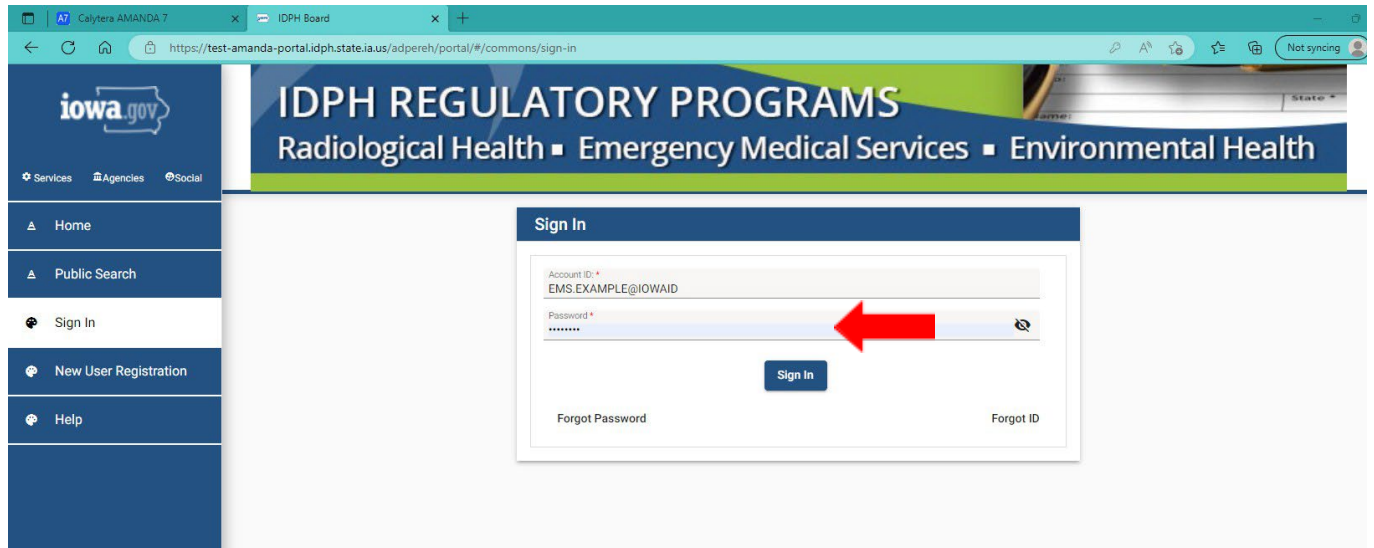 A7 Calytera AMANDA 7
IDPH Board
https://test-amanda-portal.idph.state.ia.us/adpereh/portal/#/commons/sign-in
Not syncing
iowa.gov
IDPH REGULATORY PROGRAMS
State *
Radiological Health ▪ Emergency Medical Services ▪ Environmental Health
Services Agencies Social
Home
Public Search
Sign In
New User Registration
Help
Sign In
Account ID: *
EMS.EXAMPLE@IOWAID
Password *
••••••••
Sign In
Forgot Password Forgot ID